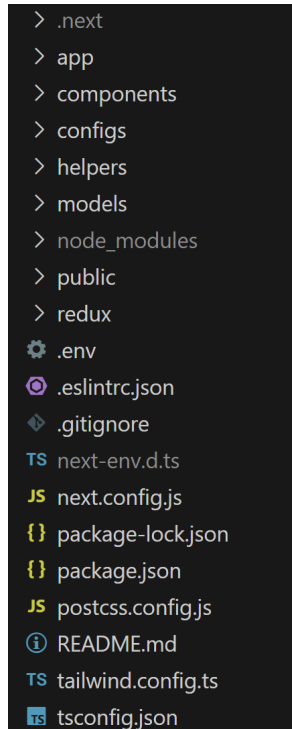 .next
app
components
configs
helpers
models
node_modules
public
redux
.env
.eslintrc.json
.gitignore
TS next-env.d.ts
JS next.config.js
{} package-lock.json
{} package.json
JS postcss.config.js
README.md
TS tailwind.config.ts
TS tsconfig.json